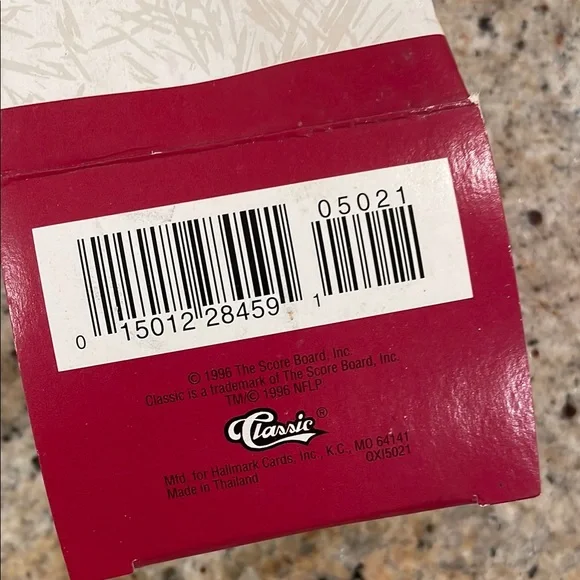 05021
0 15012 28459 1
© 1996 The Score Board, Inc.
Classic is a trademark of The Score Board, Inc.
TM/© 1996 NFLP.
Classic®
Mfd. for Hallmark Cards, Inc., K.C., MO 64141
QXI5021
Made in Thailand